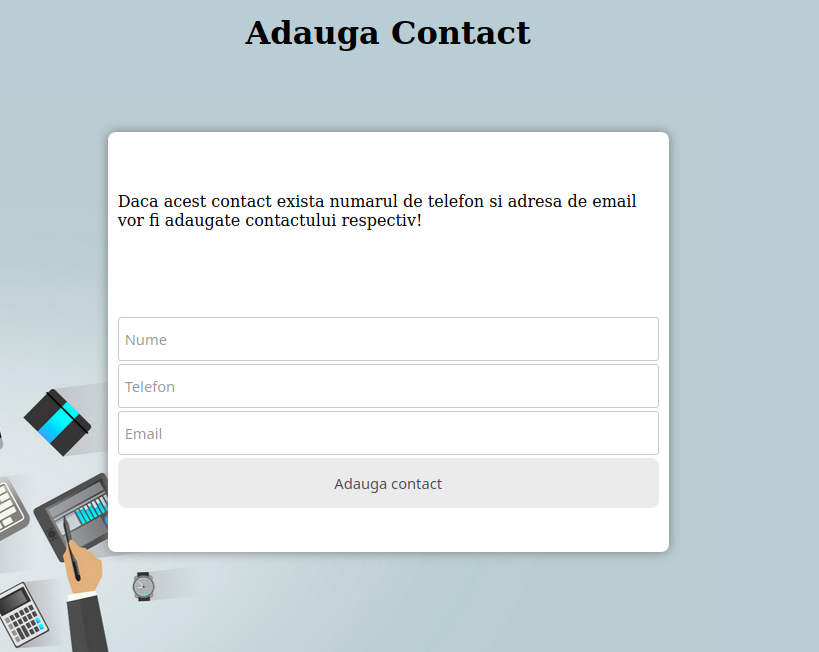 Adauga Contact
Daca acest contact exista numarul de telefon si adresa de email
vor fi adaugate contactului respectiv!
Nume
Telefon
Email
Adauga contact